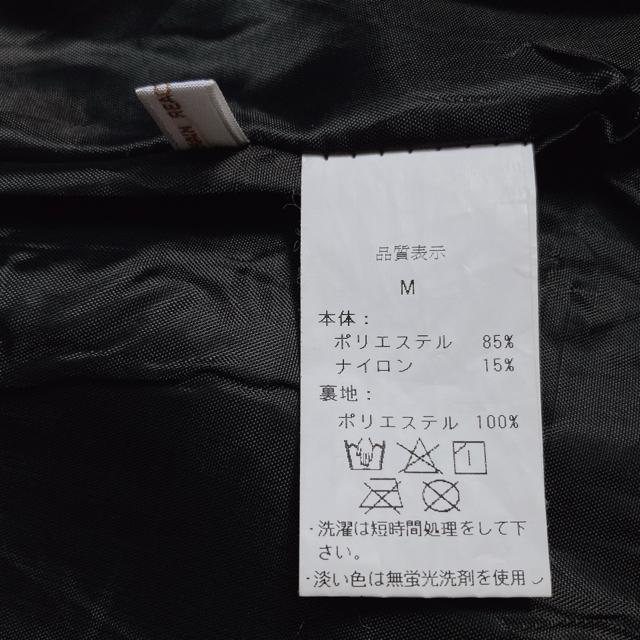 品質表示
M
本体：
ポリエステル 85%
ナイロン 15%
裏地：
ポリエステル 100%
・洗濯は短時間処理をして下
さい。
・淡い色は無蛍光洗剤を使用し